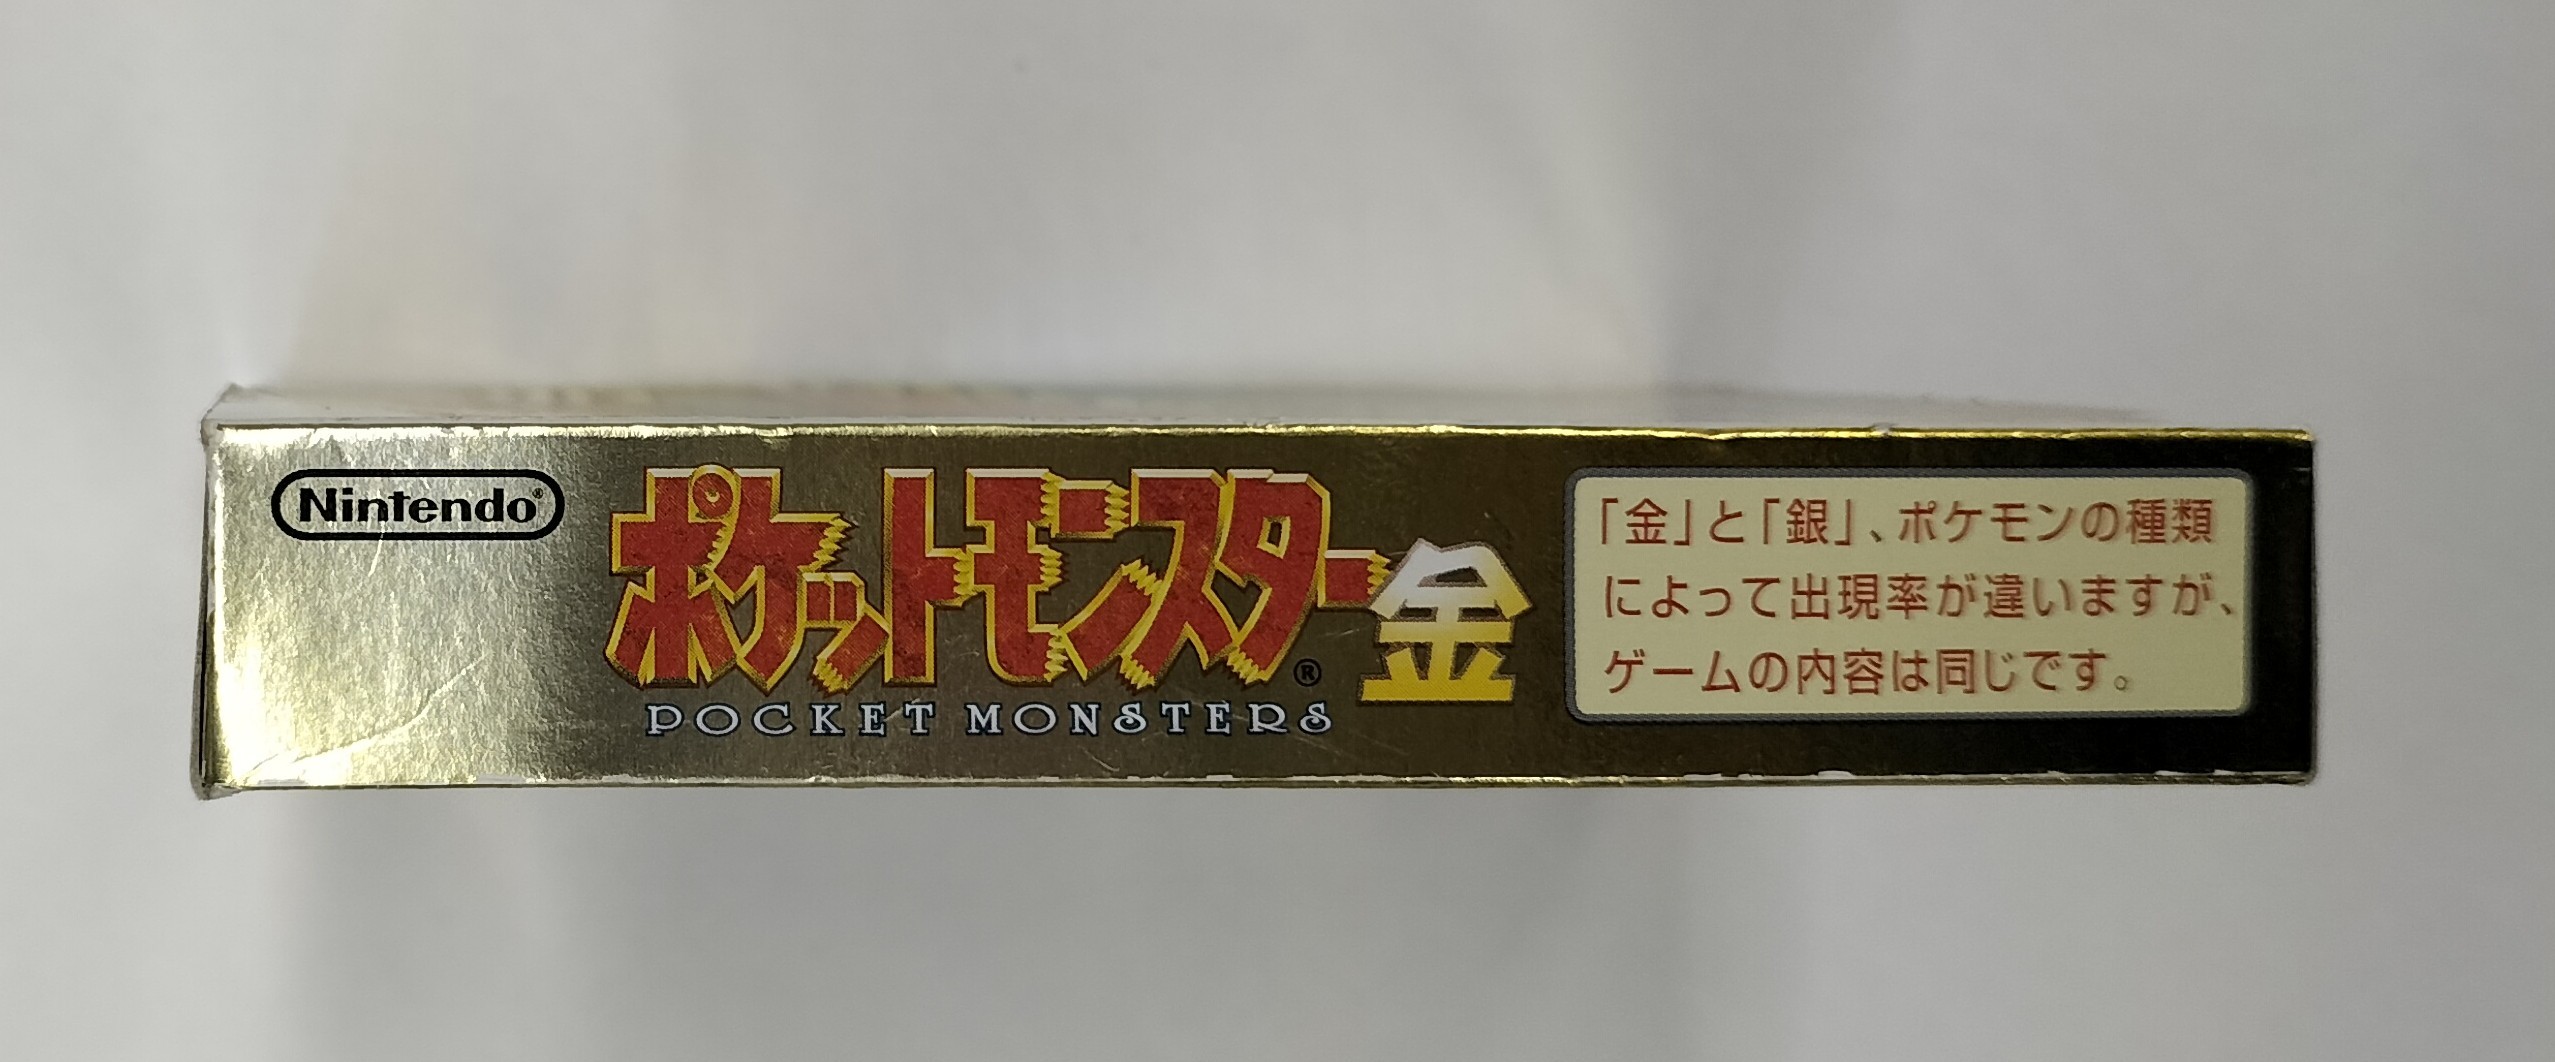 Nintendo®
ポケットモンスター金
®
POCKET MONSTERS
「金」と「銀」、ポケモンの種類
によって出現率が違いますが、
ゲームの内容は同じです。